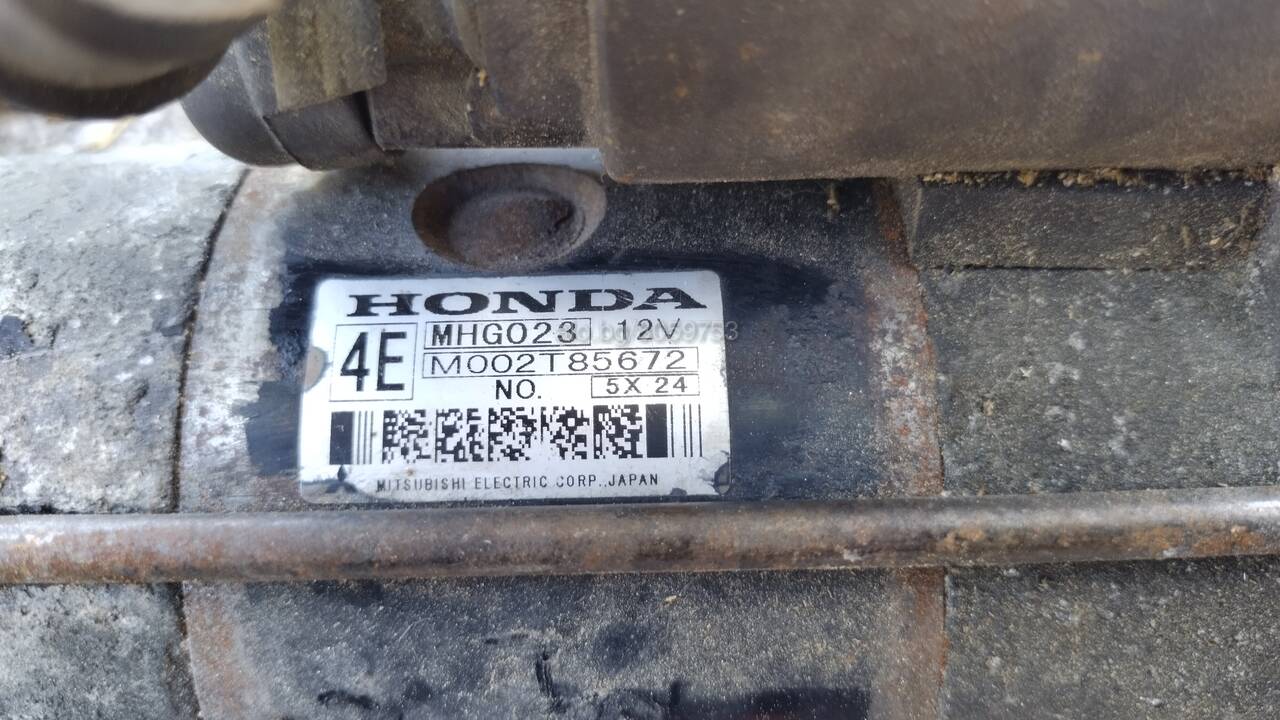 HONDA
4E
MHG023 12V
M002T85672
NO. 5X 24
MITSUBISHI ELECTRIC CORP., JAPAN